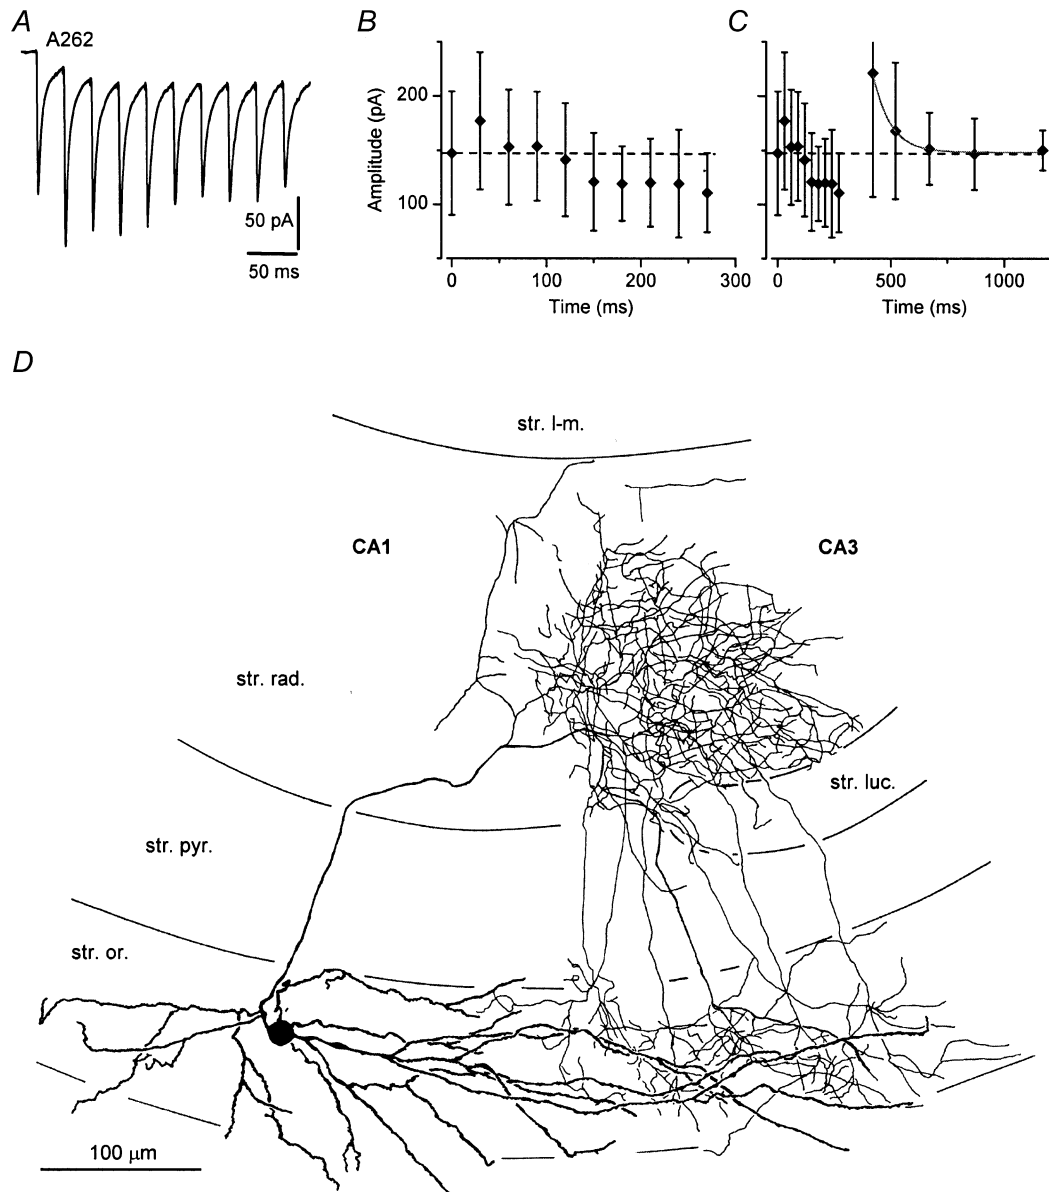 A
B
C
A262
50 pA
50 ms
Amplitude (pA)
200
100
0
100
200
300
Time (ms)
0
500
1000
Time (ms)
D
str. l-m.
CA1
CA3
str. rad.
str. luc.
str. pyr.
str. or.
100 μm